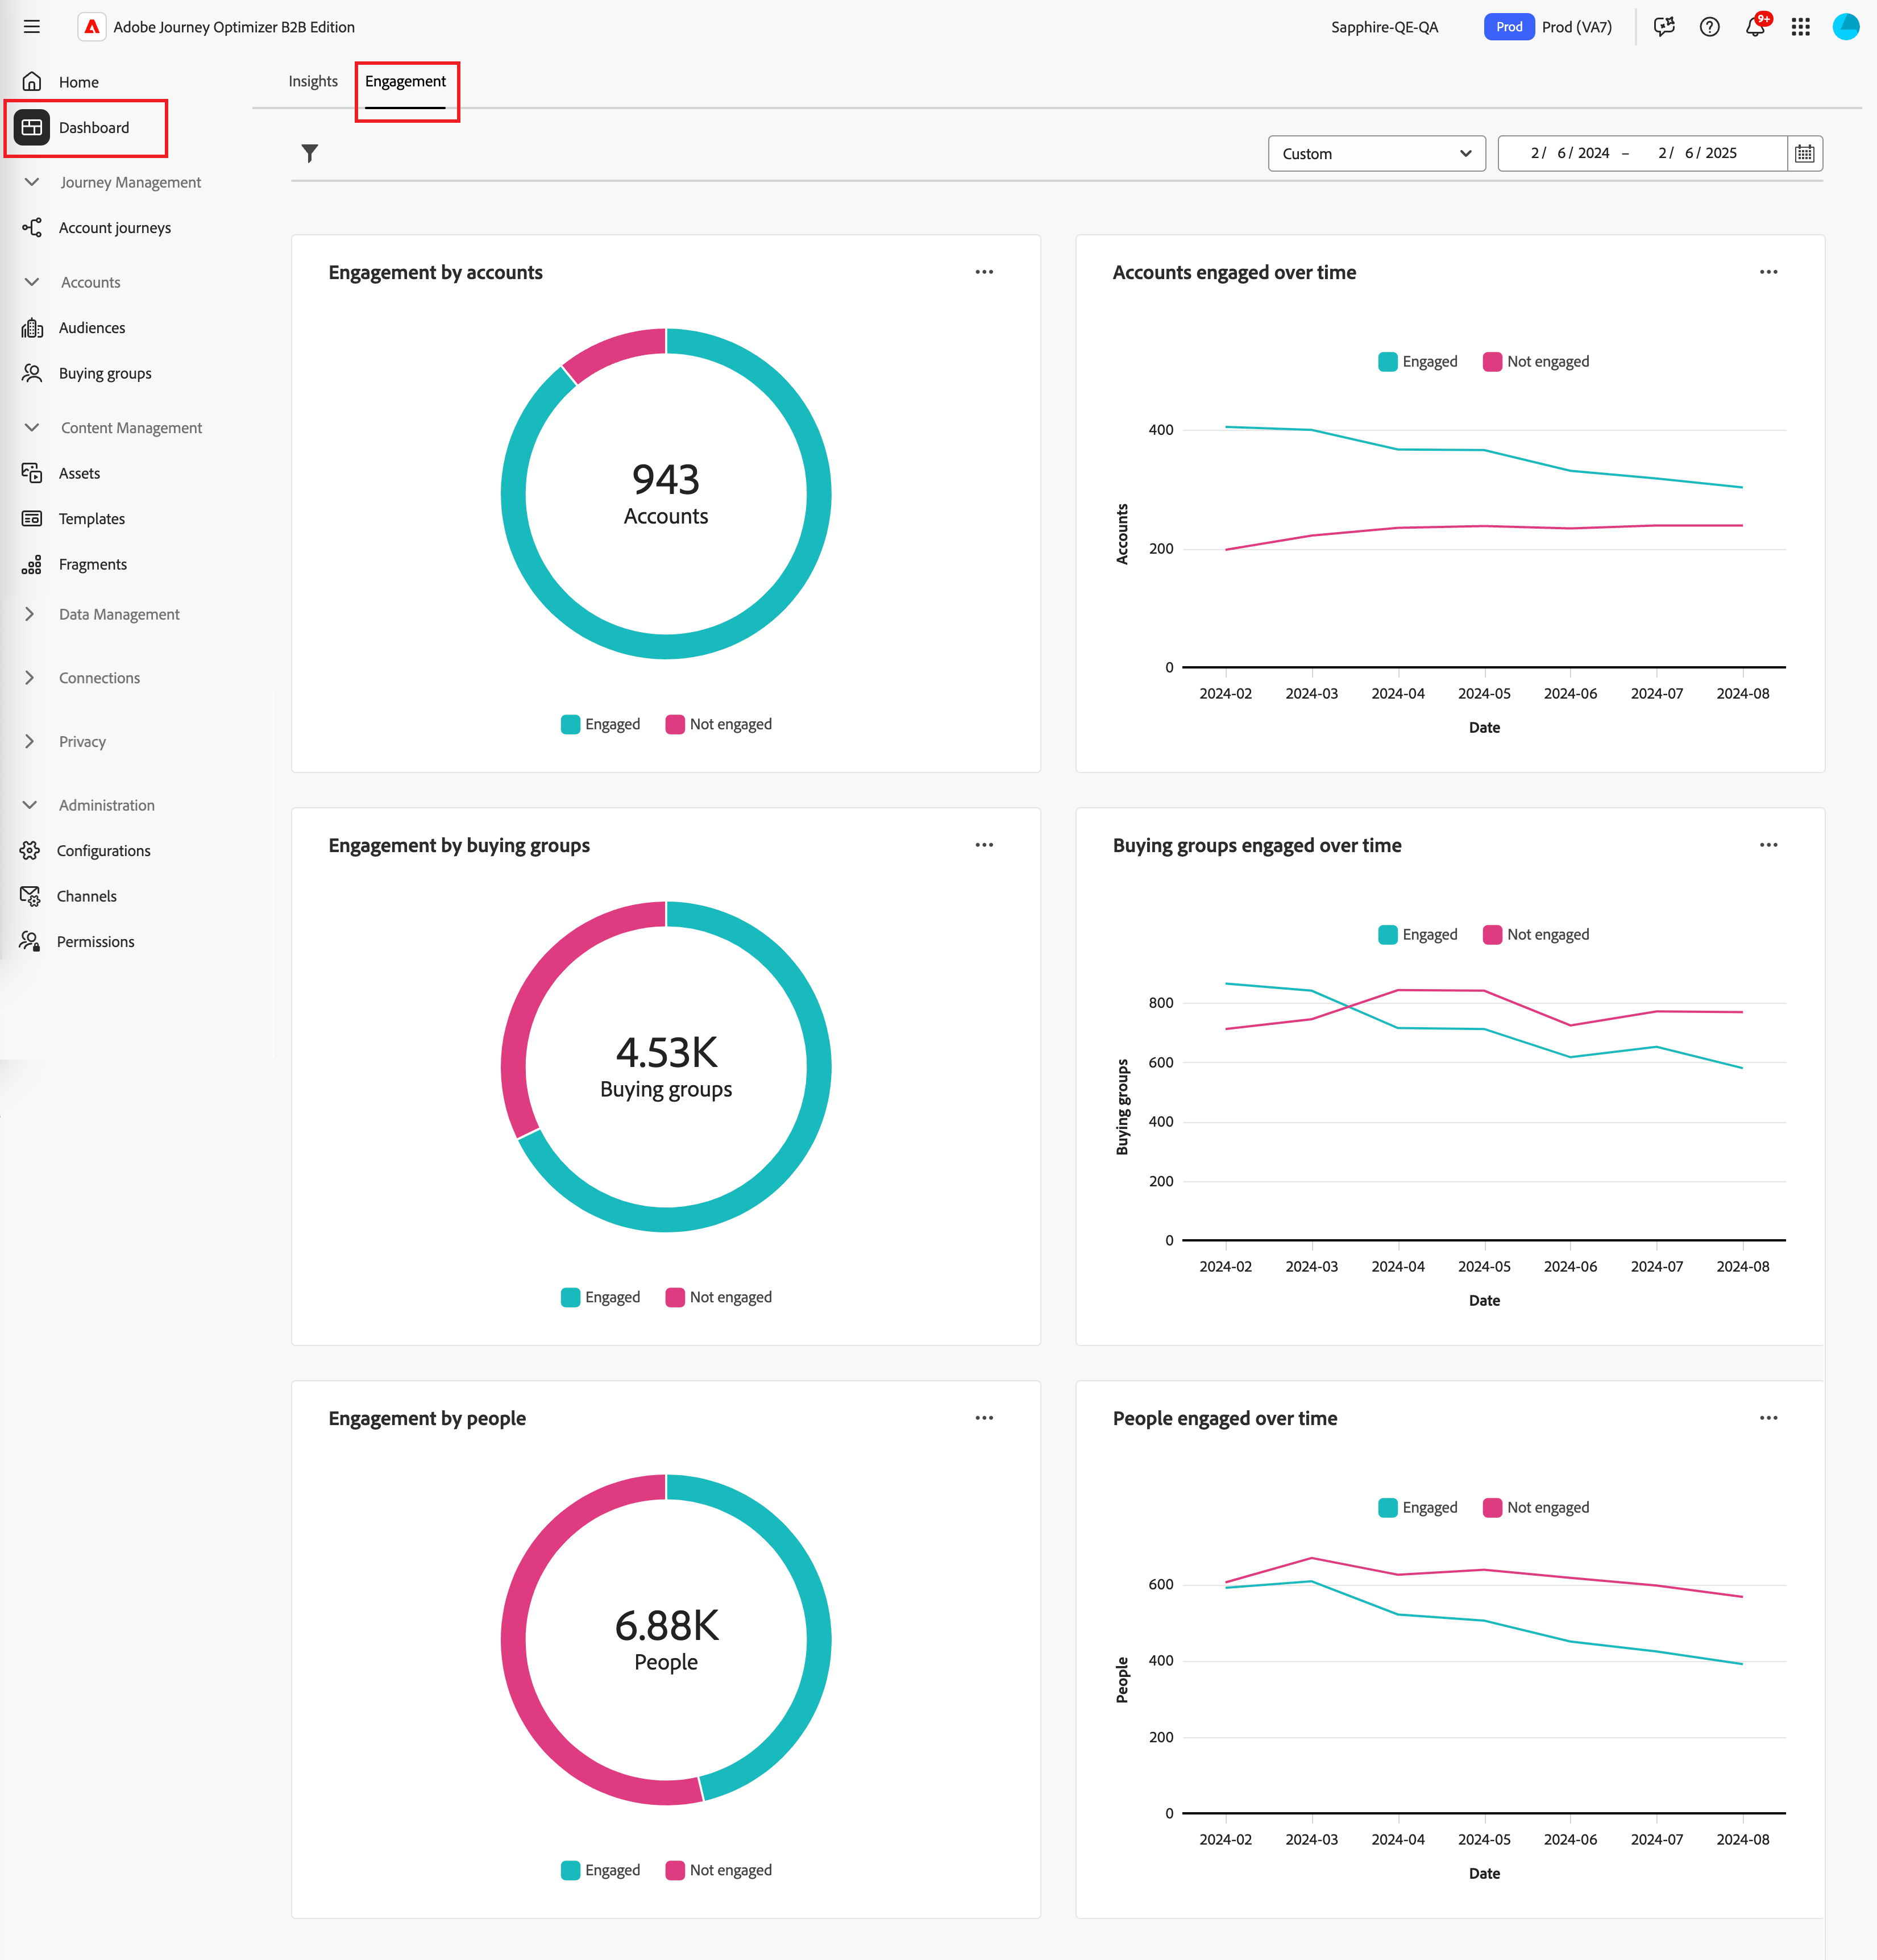 Adobe Journey Optimizer B2B Edition
Sapphire-QE-QA
Prod
Prod (VA7)
9+
Home
Dashboard
Journey Management
Account journeys
Accounts
Audiences
Buying groups
Content Management
Assets
Templates
Fragments
Data Management
Connections
Privacy
Administration
Configurations
Channels
Permissions
Insights
Engagement
Custom
2/ 6/2024 – 2/ 6/2025
Engagement by accounts
943
Accounts
Engaged
Not engaged
Accounts engaged over time
Engaged
Not engaged
400
200
0
Accounts
2024-02 2024-03 2024-04 2024-05 2024-06 2024-07 2024-08
Date
Engagement by buying groups
4.53K
Buying groups
Engaged
Not engaged
Buying groups engaged over time
Engaged
Not engaged
800
600
400
200
0
Buying groups
2024-02 2024-03 2024-04 2024-05 2024-06 2024-07 2024-08
Date
Engagement by people
6.88K
People
Engaged
Not engaged
People engaged over time
Engaged
Not engaged
600
400
200
0
People
2024-02 2024-03 2024-04 2024-05 2024-06 2024-07 2024-08
Date